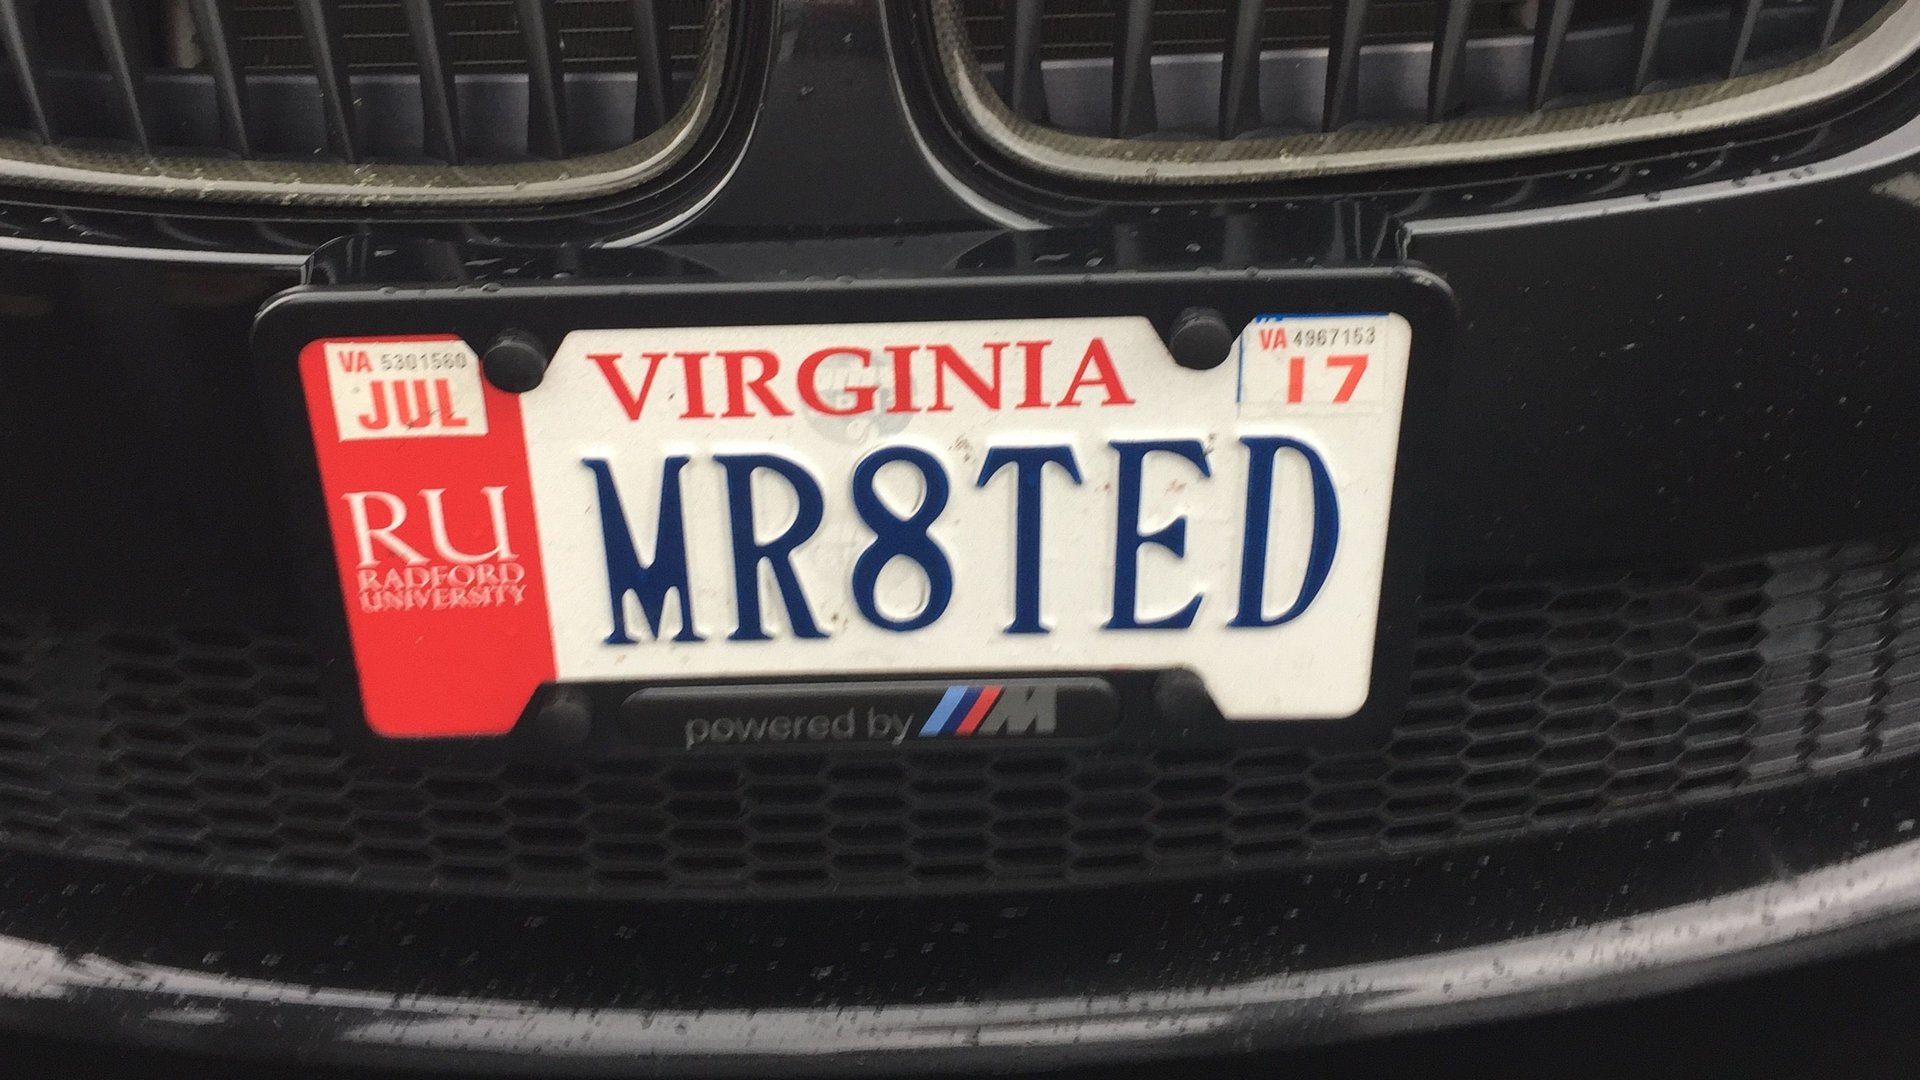 VA 5301560
JUL
VIRGINIA
VA 4967153
17
RU
RADFORD
UNIVERSITY
MR8TED
powered by M